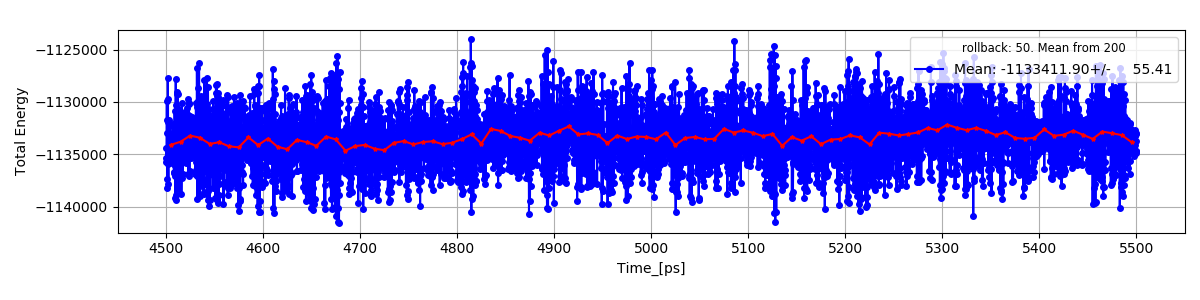 −1125000
−1130000
−1135000
−1140000
Total Energy
rollback: 50. Mean from 200
Mean: -1133411.90+/- 55.41
4500 4600 4700 4800 4900 5000 5100 5200 5300 5400 5500
Time_[ps]